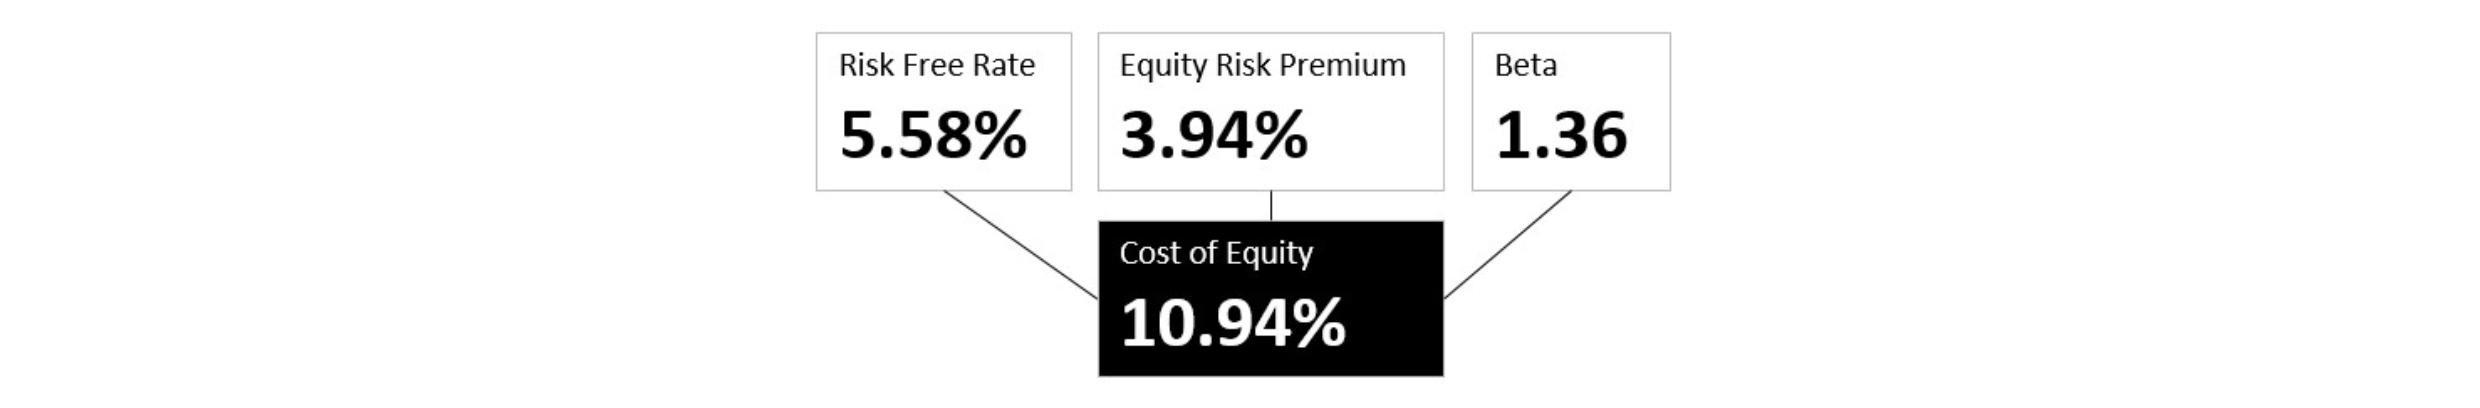 Risk Free Rate
5.58%
Equity Risk Premium
3.94%
Beta
1.36
Cost of Equity
10.94%